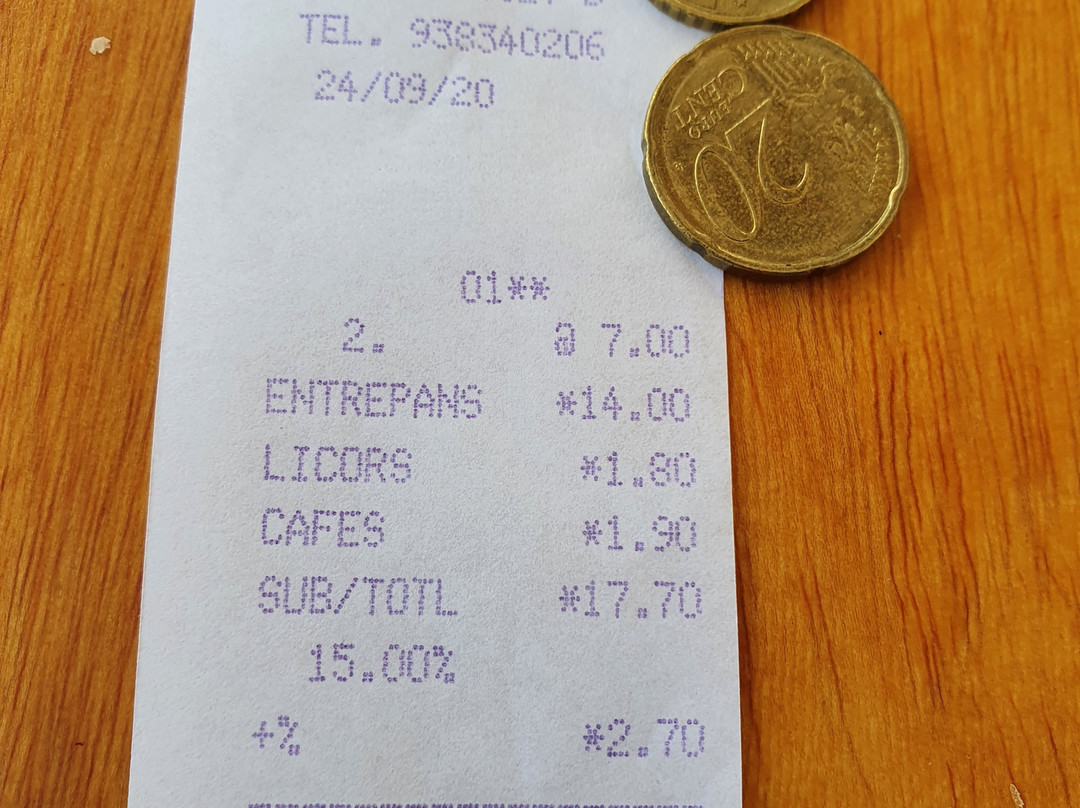 TEL. 938340206
24/09/20
01**
2. @ 7.00
ENTREPANS *14.00
LICORS *1.80
CAFES *1.90
SUB/TOTL *17.70
15.00%
+% *2.70
20
EURO
CENT